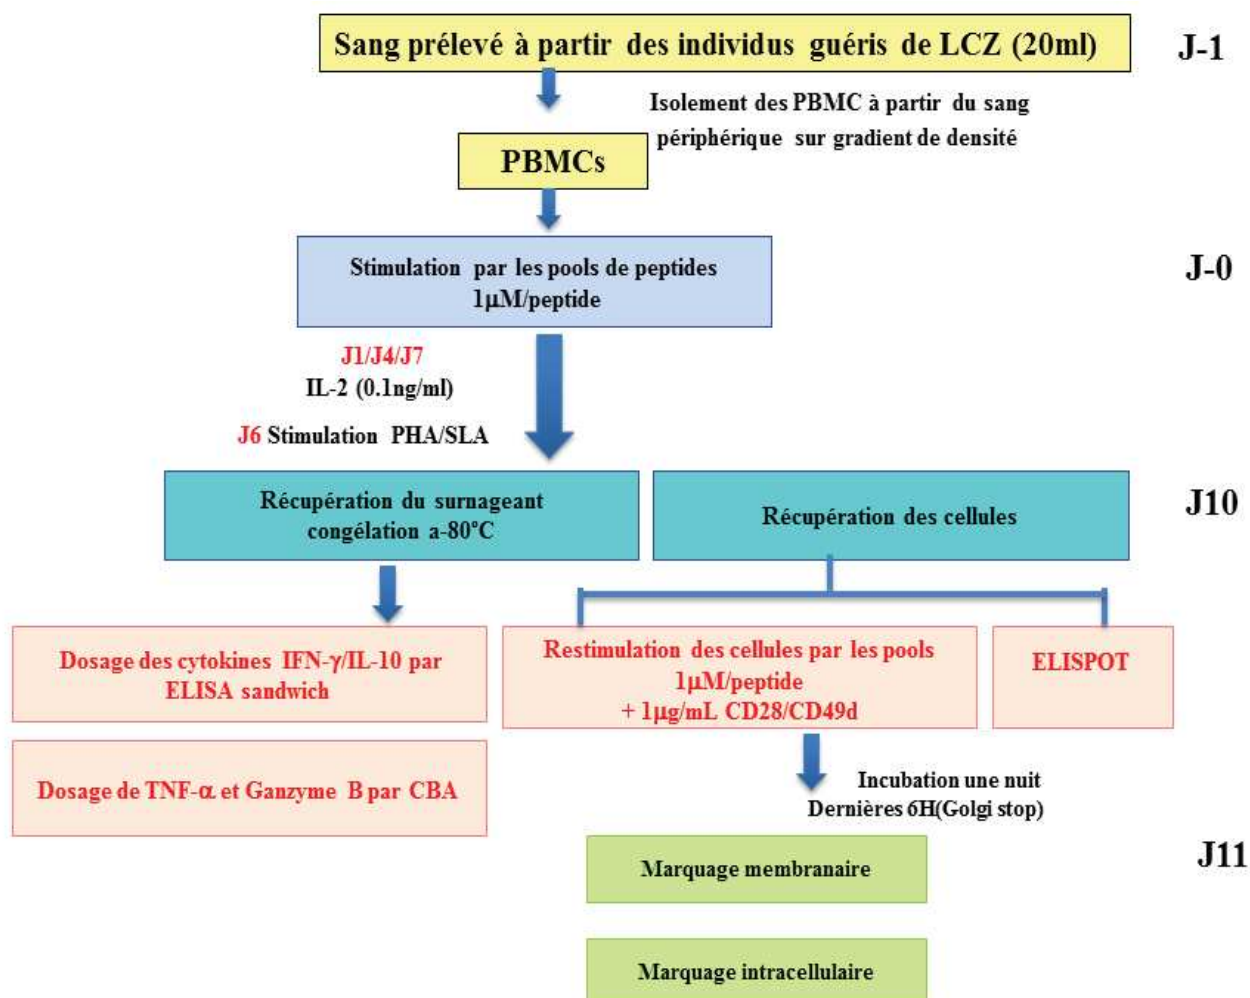 Sang prélevé à partir des individus guéris de LCZ (20ml)
J-1
Isolement des PBMC à partir du sang
périphérique sur gradient de densité
PBMCs
Stimulation par les pools de peptides
1μM/peptide
J-0
J1/J4/J7
IL-2 (0.1ng/ml)
J6 Stimulation PHA/SLA
Récupération du surnageant
congélation a-80°C
Récupération des cellules
J10
Dosage des cytokines IFN-γ/IL-10 par
ELISA sandwich
Restimulation des cellules par les pools
1μM/peptide
+ 1μg/mL CD28/CD49d
ELISPOT
Dosage de TNF-α et Ganzyme B par CBA
Incubation une nuit
Dernières 6H(Golgi stop)
J11
Marquage membranaire
Marquage intracellulaire